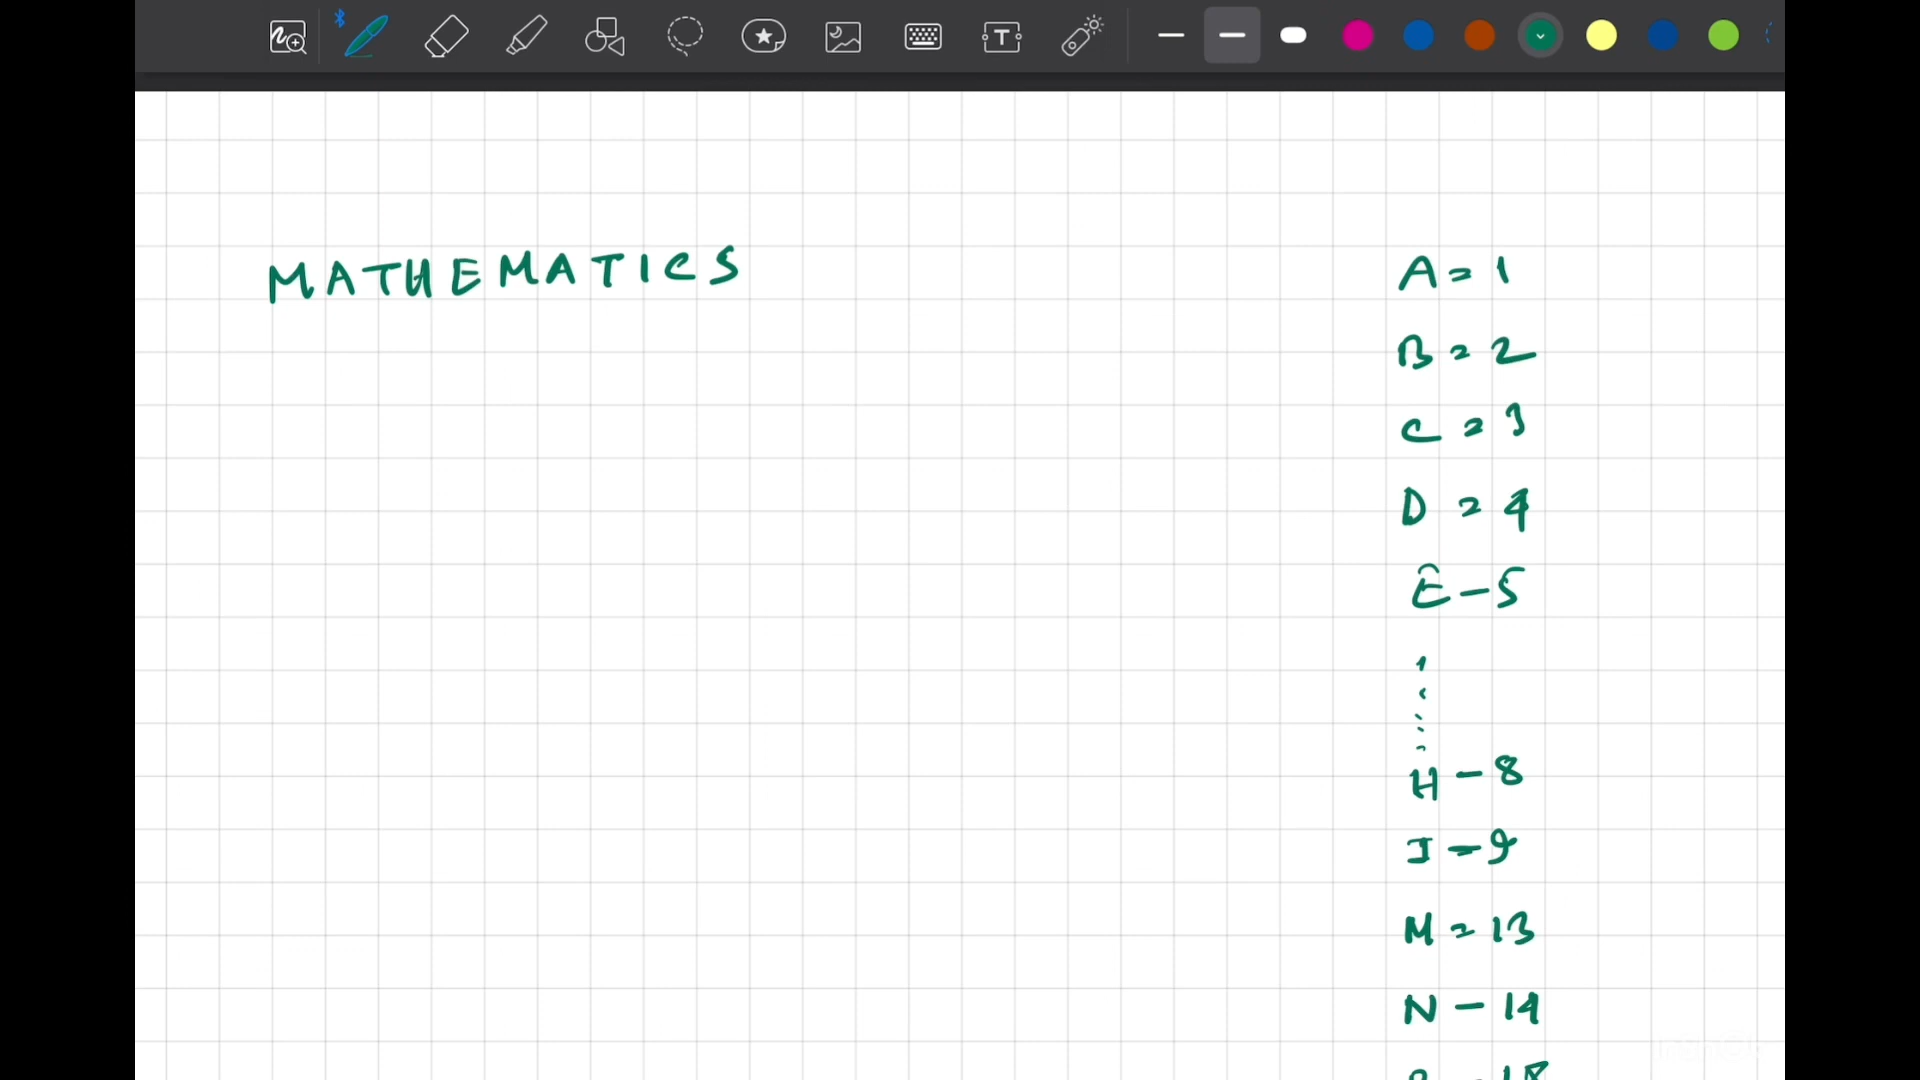 MATHEMATICS
A = 1
B = 2
C = 3
D = 4
E - 5
H - 8
I - 9
M = 13
N - 14